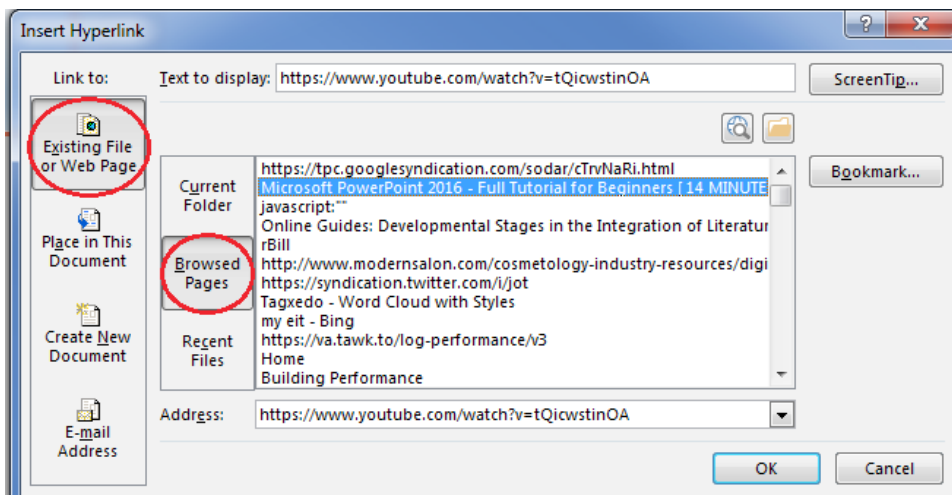 Insert Hyperlink
?
X
Link to:
Text to display: https://www.youtube.com/watch?v=tQicwstinOA
ScreenTip...
Existing File
or Web Page
Place in This
Document
Create New
Document
E-mail
Address
Current
Folder
Browsed
Pages
Recent
Files
https://tpc.googlesyndication.com/sodar/cTrvNaRi.html
Microsoft PowerPoint 2016 - Full Tutorial for Beginners [ 14 MINUTE
javascript:""
Online Guides: Developmental Stages in the Integration of Literatur
rBill
http://www.modernsalon.com/cosmetology-industry-resources/digi
https://syndication.twitter.com/i/jot
Tagxedo - Word Cloud with Styles
my eit - Bing
https://va.tawk.to/log-performance/v3
Home
Building Performance
Bookmark...
Address: https://www.youtube.com/watch?v=tQicwstinOA
OK
Cancel